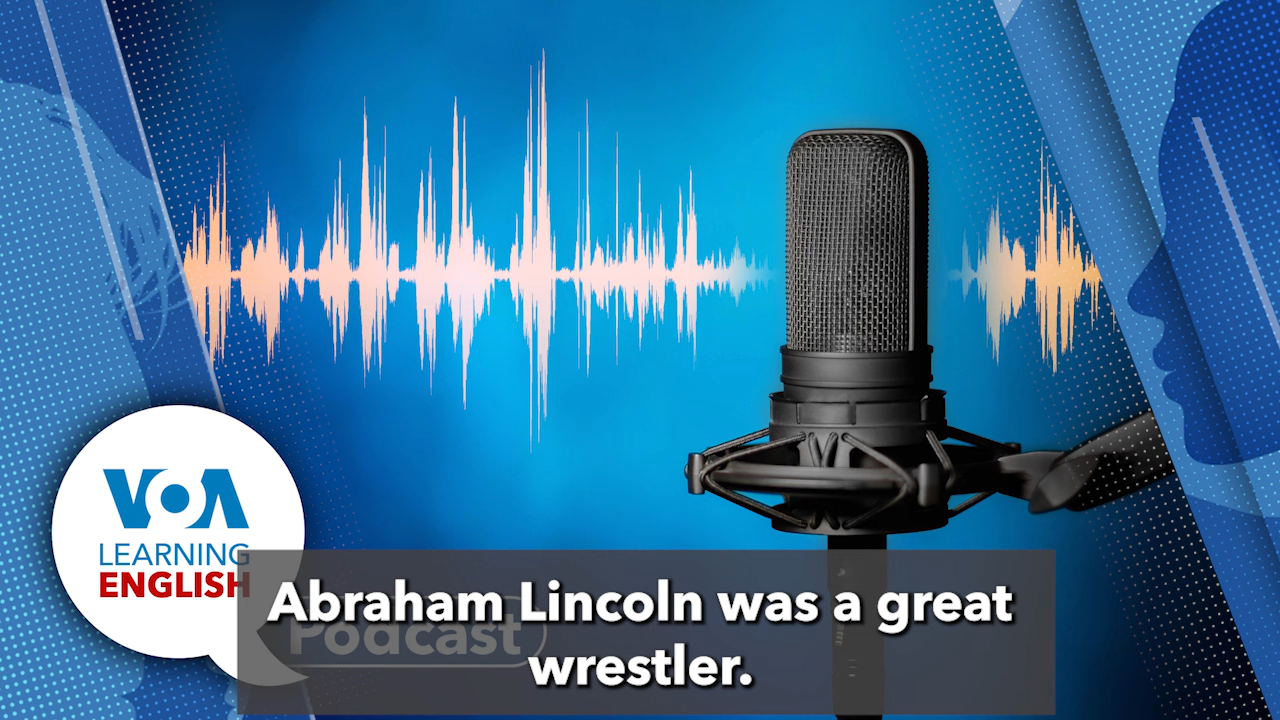 VOA
LEARNING
ENGLISH
Podcast
Abraham Lincoln was a great
wrestler.